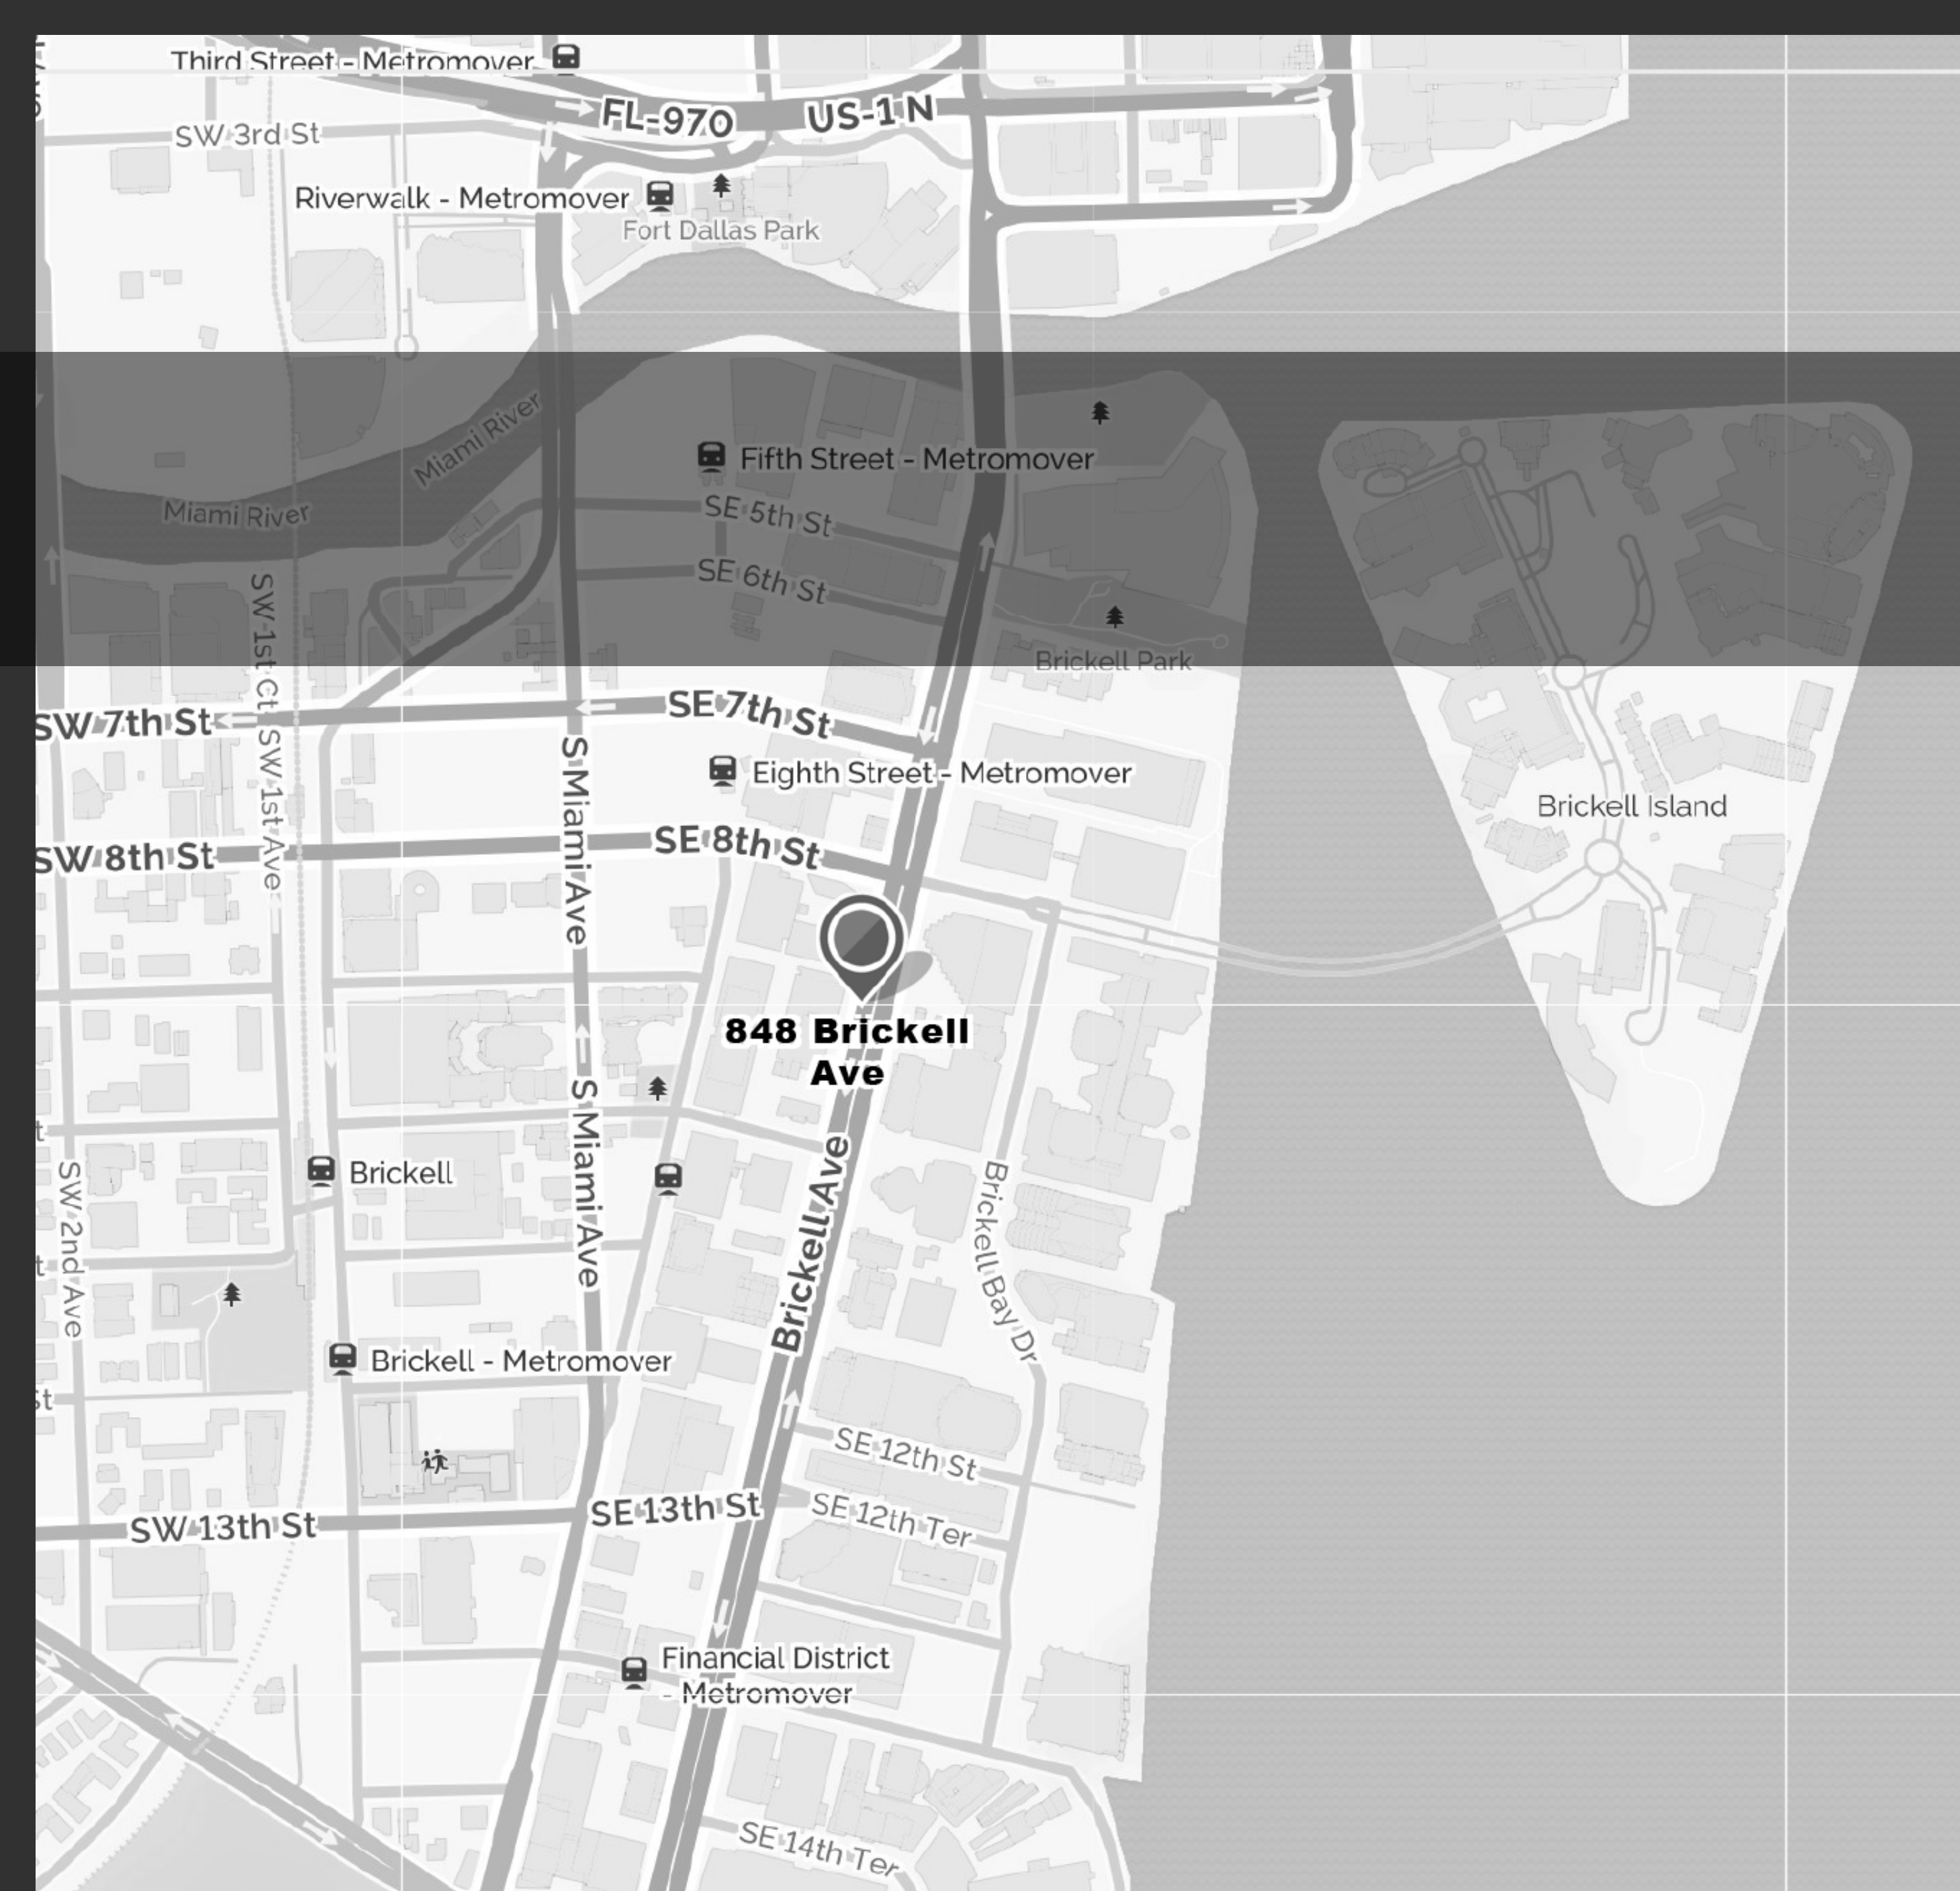 Third Street - Metromover
FL-970
US-1 N
SW 3rd St
Riverwalk - Metromover
Fort Dallas Park
Miami River
Miami River
Fifth Street - Metromover
SE 5th St
SE 6th St
SW 1st Ct
Brickell Park
SW 7th St
SE 7th St
SW 1st Ave
S Miami Ave
Eighth Street - Metromover
Brickell Island
SW 8th St
SE 8th St
848 Brickell
Ave
S Miami Ave
t
Brickell
SW 2nd Ave
Brickell Ave
Brickell Bay Dr
t
Brickell - Metromover
St
SE 12th St
SW 13th St
SE 13th St
SE 12th Ter
Financial District
- Metromover
SE 14th Ter